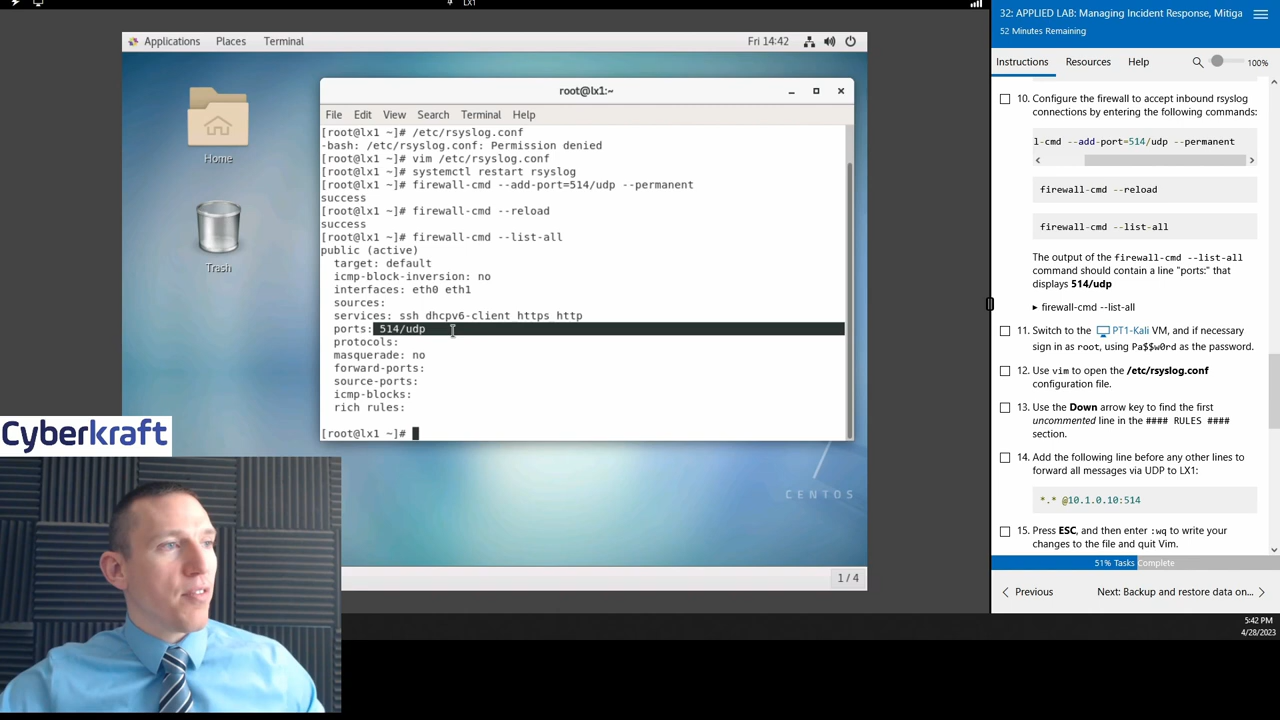 LX1
Applications Places Terminal Fri 14:42
Home
Trash
root@lx1:~
File Edit View Search Terminal Help
[root@lx1 ~]# /etc/rsyslog.conf
-bash: /etc/rsyslog.conf: Permission denied
[root@lx1 ~]# vim /etc/rsyslog.conf
[root@lx1 ~]# systemctl restart rsyslog
[root@lx1 ~]# firewall-cmd --add-port=514/udp --permanent
success
[root@lx1 ~]# firewall-cmd --reload
success
[root@lx1 ~]# firewall-cmd --list-all
public (active)
target: default
icmp-block-inversion: no
interfaces: eth0 eth1
sources:
services: ssh dhcpv6-client https http
ports: 514/udp
protocols:
masquerade: no
forward-ports:
source-ports:
icmp-blocks:
rich rules:
[root@lx1 ~]#
CENTOS
1 / 4
Cyberkraft
32: APPLIED LAB: Managing Incident Response, Mitiga
52 Minutes Remaining
Instructions Resources Help 100%
10. Configure the firewall to accept inbound rsyslog
connections by entering the following commands:
l-cmd --add-port=514/udp --permanent
firewall-cmd --reload
firewall-cmd --list-all
The output of the firewall-cmd --list-all
command should contain a line "ports:" that
displays 514/udp
▸ firewall-cmd --list-all
11. Switch to the PT1-Kali VM, and if necessary
sign in as root, using Pa$$w0rd as the password.
12. Use vim to open the /etc/rsyslog.conf
configuration file.
13. Use the Down arrow key to find the first
uncommented line in the #### RULES ####
section.
14. Add the following line before any other lines to
forward all messages via UDP to LX1:
*.* @10.1.0.10:514
15. Press ESC, and then enter :wq to write your
changes to the file and quit Vim.
51% Tasks Complete
Previous Next: Backup and restore data on...
5:42 PM
4/28/2023